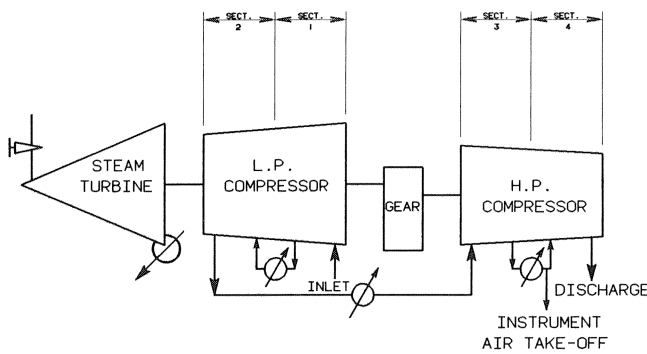 SECT. 2
SECT. 1
SECT. 3
SECT. 4
STEAM
TURBINE
L.P.
COMPRESSOR
GEAR
H.P.
COMPRESSOR
INLET
DISCHARGE
INSTRUMENT
AIR TAKE-OFF